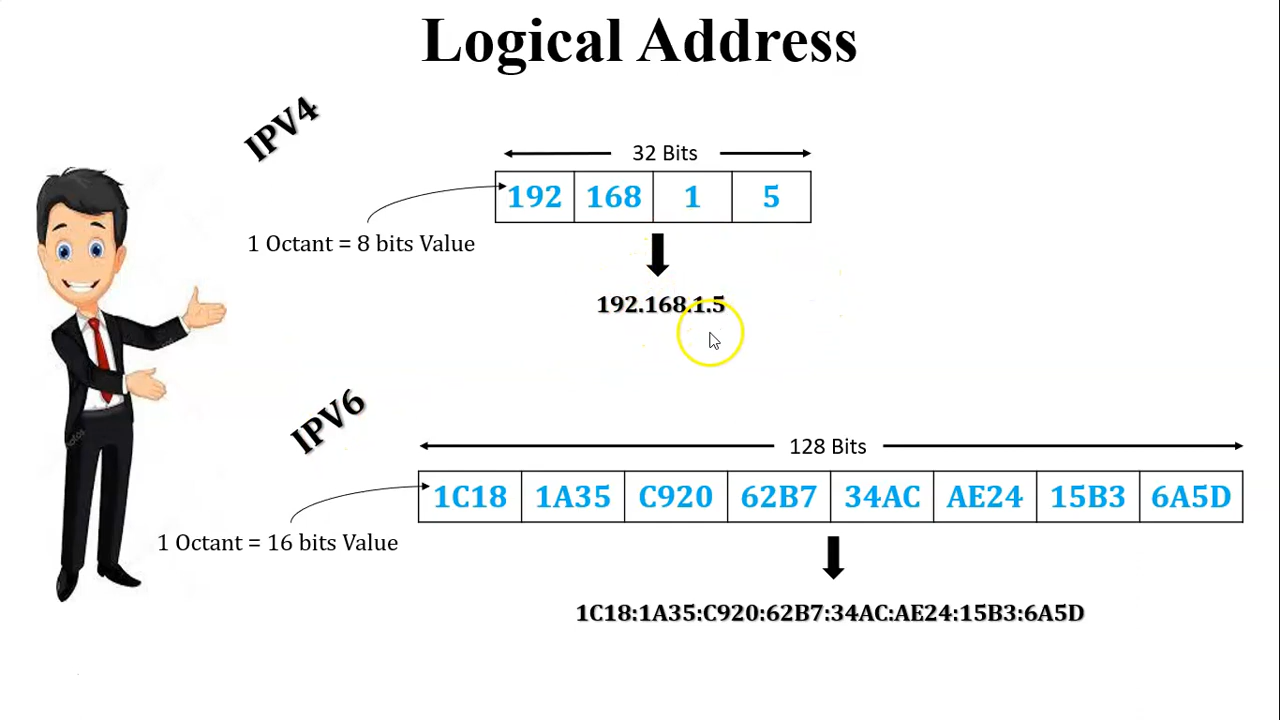 Logical Address
IPV4
32 Bits
192 168 1 5
1 Octant = 8 bits Value
192.168.1.5
IPV6
128 Bits
1C18 1A35 C920 62B7 34AC AE24 15B3 6A5D
1 Octant = 16 bits Value
1C18:1A35:C920:62B7:34AC:AE24:15B3:6A5D